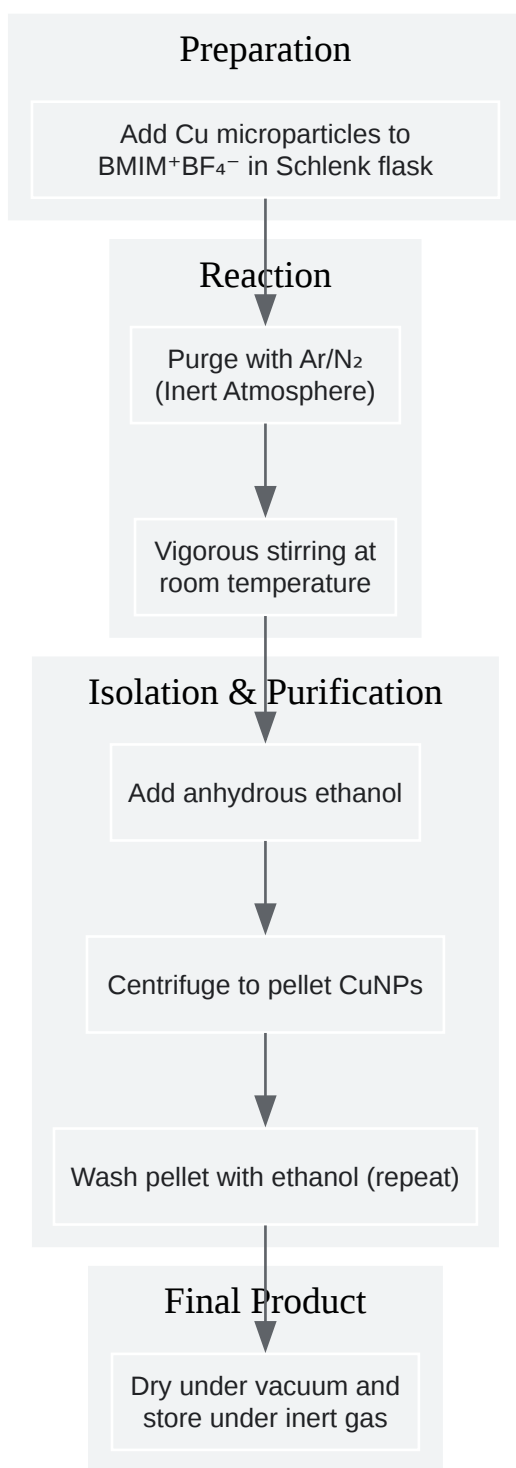 Preparation
Add Cu microparticles to
BMIM⁺BF₄⁻ in Schlenk flask
Reaction
Purge with Ar/N₂
(Inert Atmosphere)
Vigorous stirring at
room temperature
Isolation & Purification
Add anhydrous ethanol
Centrifuge to pellet CuNPs
Wash pellet with ethanol (repeat)
Final Product
Dry under vacuum and
store under inert gas